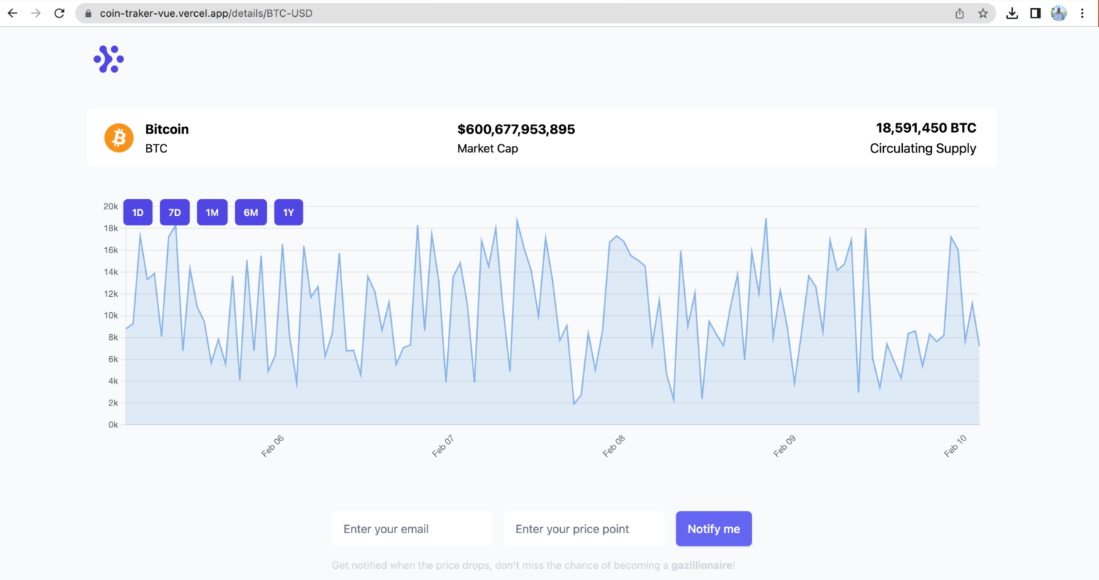 coin-traker-vue.vercel.app/details/BTC-USD
Bitcoin
BTC
$600,677,953,895
Market Cap
18,591,450 BTC
Circulating Supply
1D 7D 1M 6M 1Y
20k
18k
16k
14k
12k
10k
8k
6k
4k
2k
0k
Feb 06 Feb 07 Feb 08 Feb 09 Feb 10
Enter your email Enter your price point Notify me
Get notified when the price drops, don't miss the chance of becoming a gazillionaire!